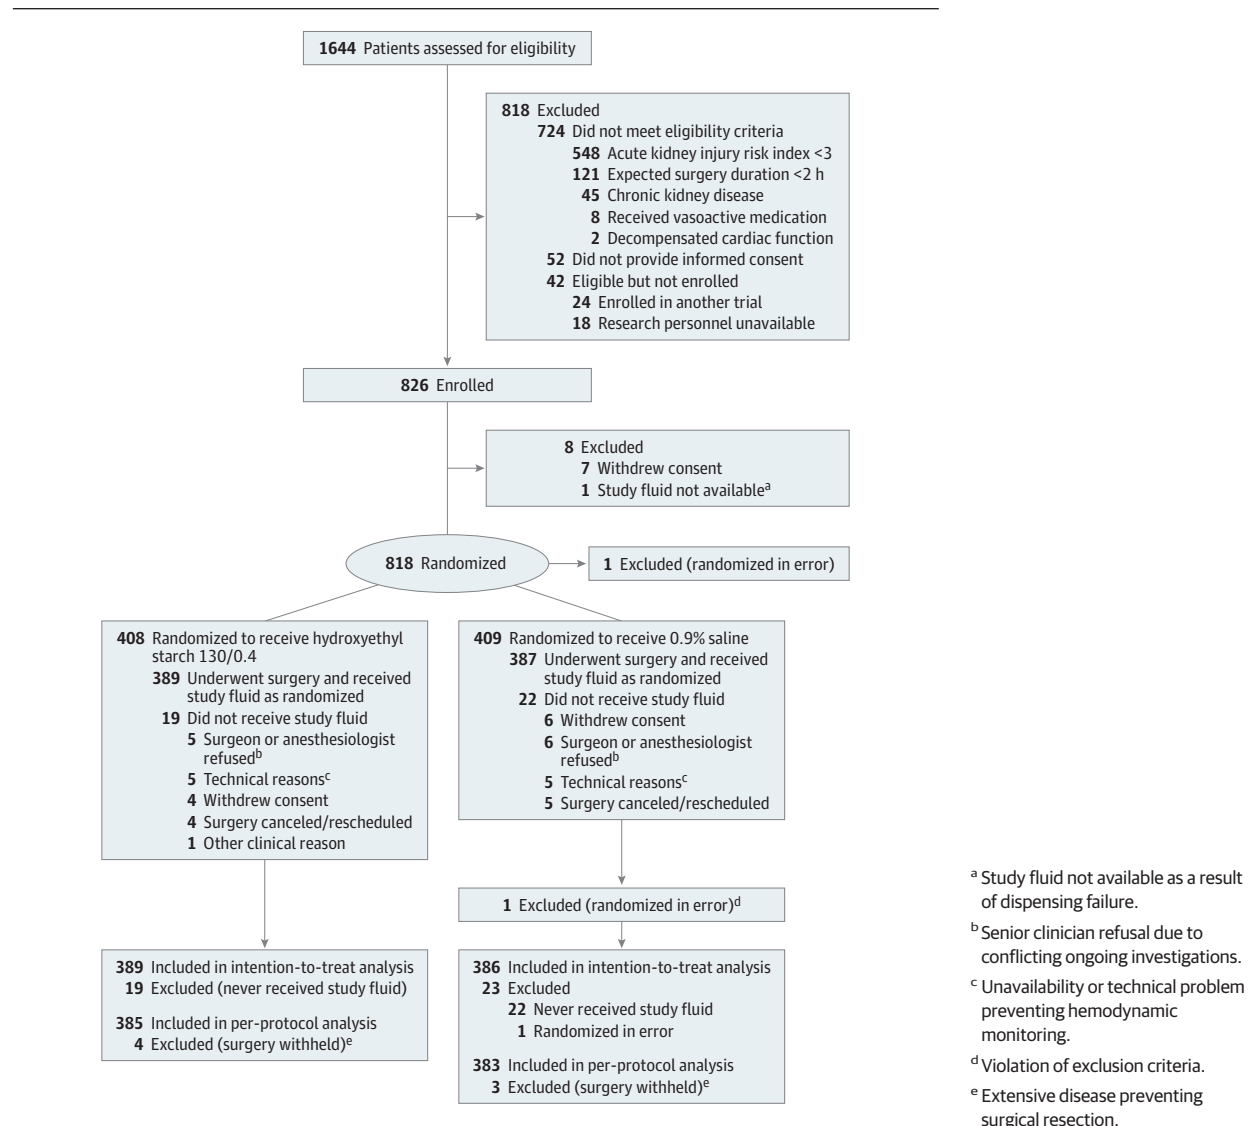 1644 Patients assessed for eligibility
818 Excluded
724 Did not meet eligibility criteria
548 Acute kidney injury risk index <3
121 Expected surgery duration <2 h
45 Chronic kidney disease
8 Received vasoactive medication
2 Decompensated cardiac function
52 Did not provide informed consent
42 Eligible but not enrolled
24 Enrolled in another trial
18 Research personnel unavailable
826 Enrolled
8 Excluded
7 Withdrew consent
1 Study fluid not availableᵃ
818 Randomized
1 Excluded (randomized in error)
408 Randomized to receive hydroxyethyl
starch 130/0.4
389 Underwent surgery and received
study fluid as randomized
19 Did not receive study fluid
5 Surgeon or anesthesiologist
refusedᵇ
5 Technical reasonsᶜ
4 Withdrew consent
4 Surgery canceled/rescheduled
1 Other clinical reason
409 Randomized to receive 0.9% saline
387 Underwent surgery and received
study fluid as randomized
22 Did not receive study fluid
6 Withdrew consent
6 Surgeon or anesthesiologist
refusedᵇ
5 Technical reasonsᶜ
5 Surgery canceled/rescheduled
1 Excluded (randomized in error)ᵈ
389 Included in intention-to-treat analysis
19 Excluded (never received study fluid)
385 Included in per-protocol analysis
4 Excluded (surgery withheld)ᵉ
386 Included in intention-to-treat analysis
23 Excluded
22 Never received study fluid
1 Randomized in error
383 Included in per-protocol analysis
3 Excluded (surgery withheld)ᵉ
ᵃ Study fluid not available as a result
of dispensing failure.
ᵇ Senior clinician refusal due to
conflicting ongoing investigations.
ᶜ Unavailability or technical problem
preventing hemodynamic
monitoring.
ᵈ Violation of exclusion criteria.
ᵉ Extensive disease preventing
surgical resection.